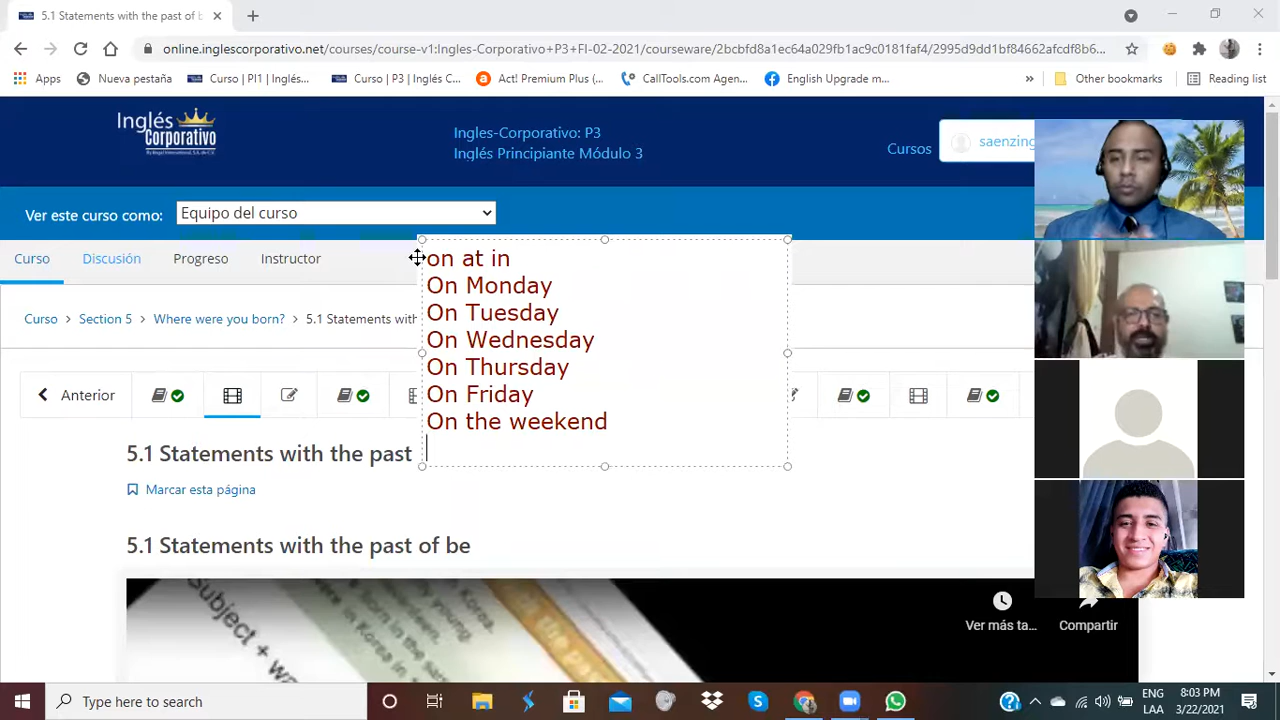 5.1 Statements with the past of b
online.inglescorporativo.net/courses/course-v1:Ingles-Corporativo+P3+FI-02-2021/courseware/2bcbf8d8a1ec64a029fb1ac9c0181faf4/2995d9dd1bf84662afcdf8b6...
Apps
Nueva pestaña
Curso | PI1 | Inglés...
Curso | P3 | Inglés C...
Act! Premium Plus (...
CallTools.com Agen...
English Upgrade m...
»
Other bookmarks
Reading list
Inglés
Corporativo
Ingles-Corporativo: P3
Inglés Principiante Módulo 3
Cursos
saenzing
Ver este curso como:
Equipo del curso
Curso
Discusión
Progreso
Instructor
on at in
On Monday
On Tuesday
On Wednesday
On Thursday
On Friday
On the weekend
Curso > Section 5 > Where were you born? > 5.1 Statements with
Anterior
5.1 Statements with the past
Marcar esta página
5.1 Statements with the past of be
Subject + wa
Ver más ta...
Compartir
Type here to search
ENG
LAA
8:03 PM
3/22/2021